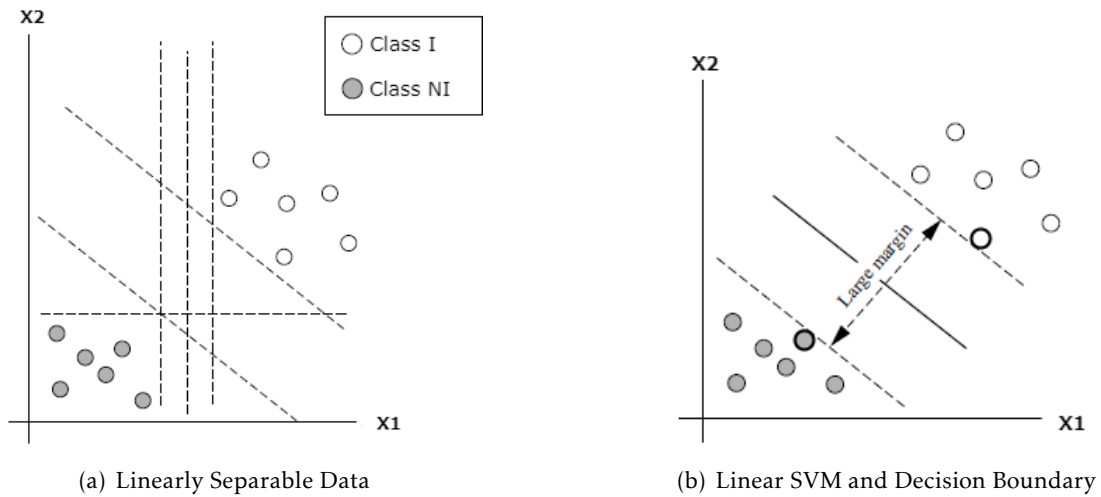 X2
Class I
Class NI
X1
(a) Linearly Separable Data
X2
Large margin
X1
(b) Linear SVM and Decision Boundary